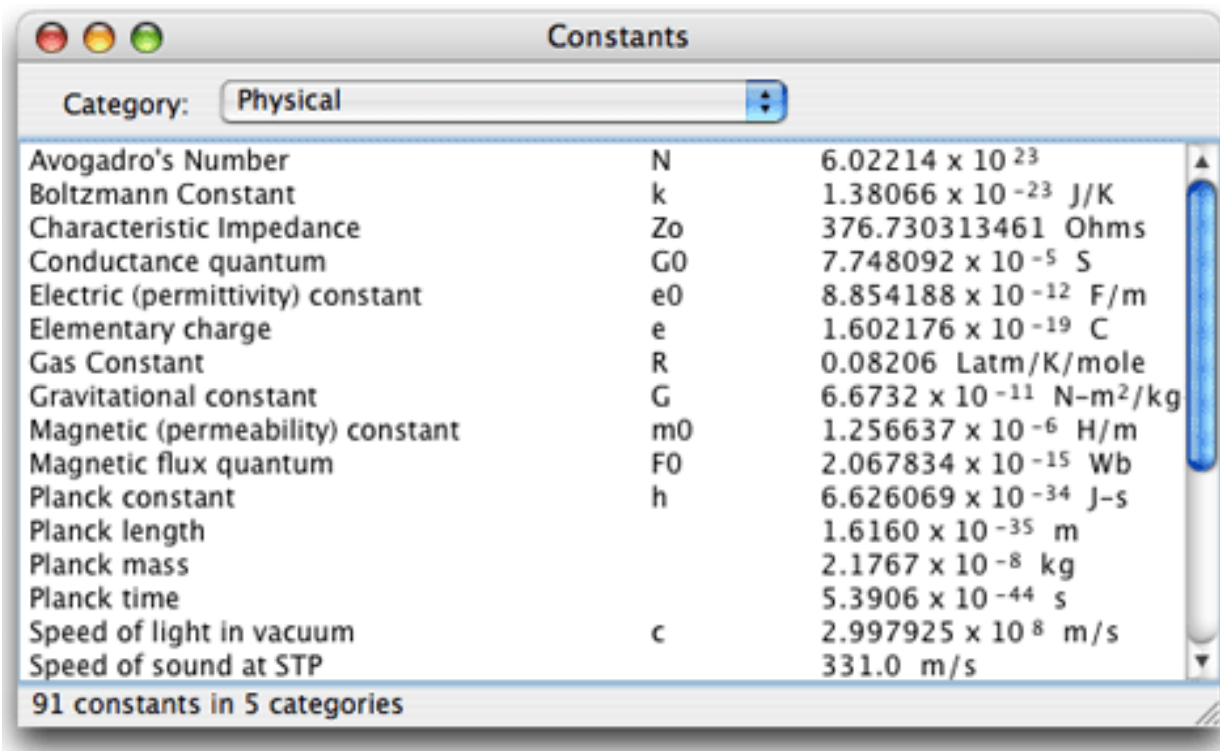 Constants
Category: Physical
Avogadro's Number N 6.02214 x 10 23
Boltzmann Constant k 1.38066 x 10 -23 J/K
Characteristic Impedance Zo 376.730313461 Ohms
Conductance quantum G0 7.748092 x 10 -5 S
Electric (permittivity) constant e0 8.854188 x 10 -12 F/m
Elementary charge e 1.602176 x 10 -19 C
Gas Constant R 0.08206 Latm/K/mole
Gravitational constant G 6.6732 x 10 -11 N-m2/kg
Magnetic (permeability) constant m0 1.256637 x 10 -6 H/m
Magnetic flux quantum F0 2.067834 x 10 -15 Wb
Planck constant h 6.626069 x 10 -34 J-s
Planck length 1.6160 x 10 -35 m
Planck mass 2.1767 x 10 -8 kg
Planck time 5.3906 x 10 -44 s
Speed of light in vacuum c 2.997925 x 10 8 m/s
Speed of sound at STP 331.0 m/s
91 constants in 5 categories